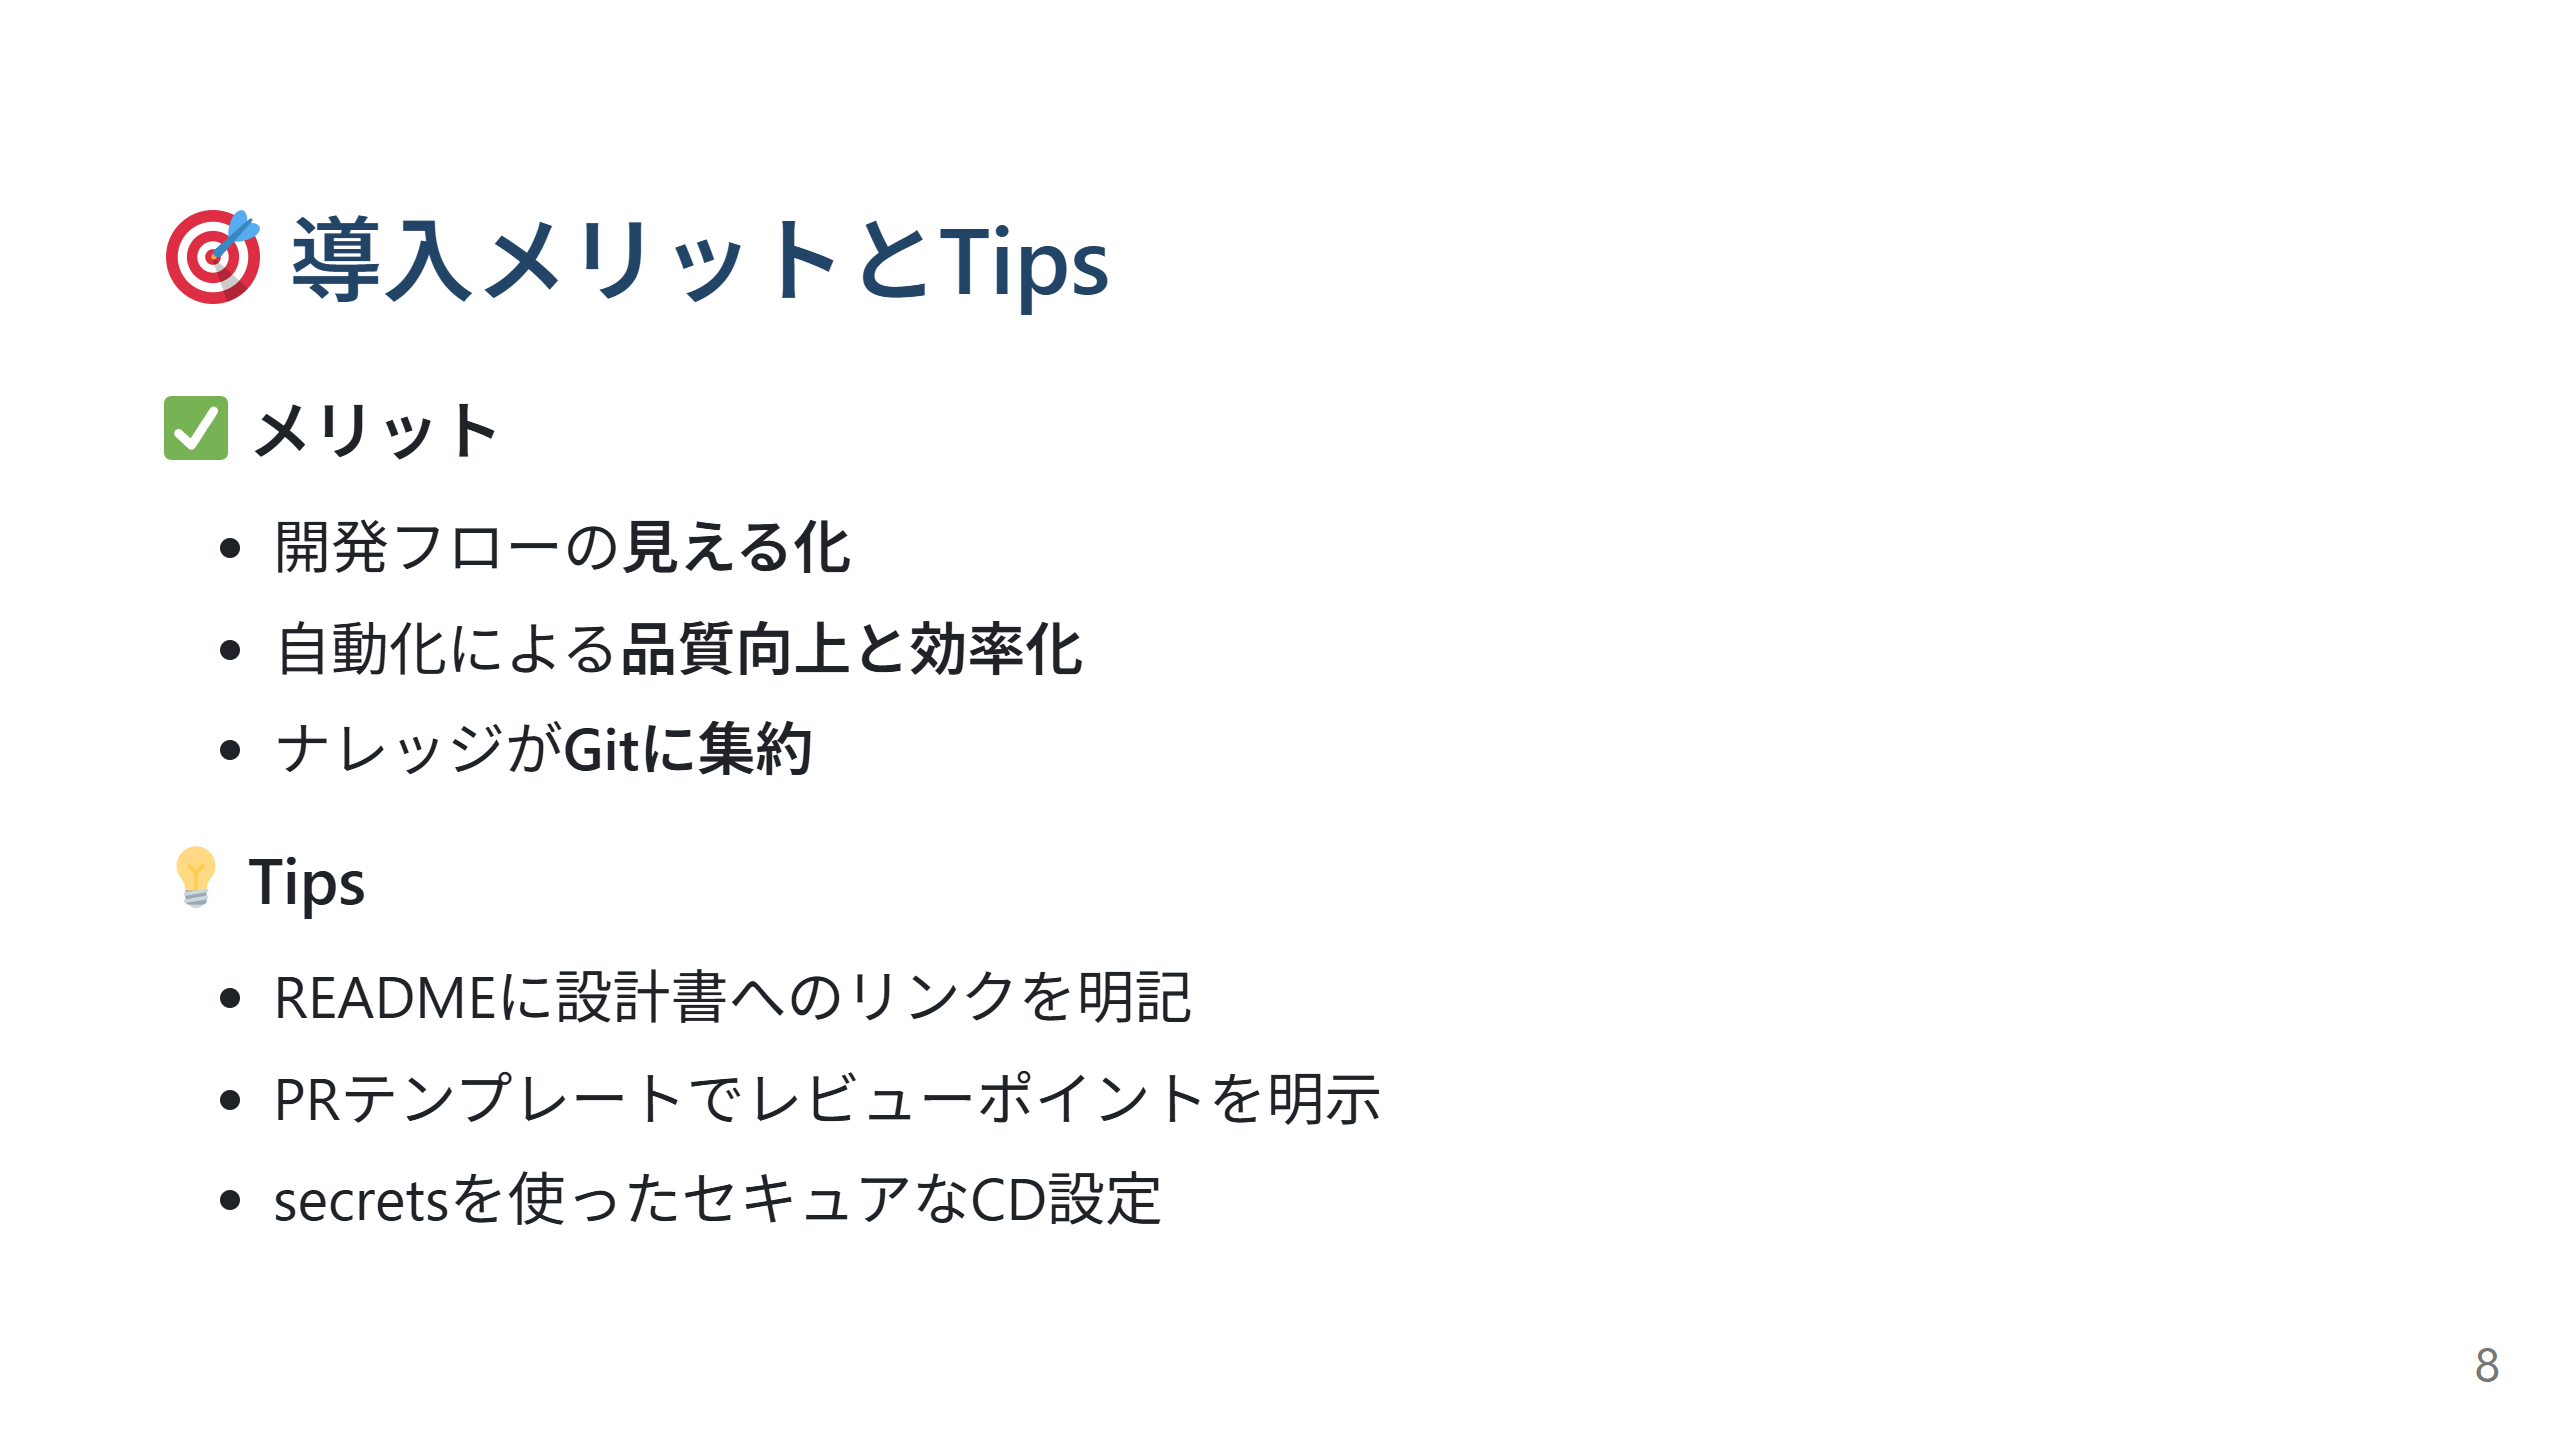 🎯 導入メリットとTips
✅ メリット
• 開発フローの見える化
• 自動化による品質向上と効率化
• ナレッジがGitに集約
💡 Tips
• READMEに設計書へのリンクを明記
• PRテンプレートでレビューポイントを明示
• secretsを使ったセキュアなCD設定
8